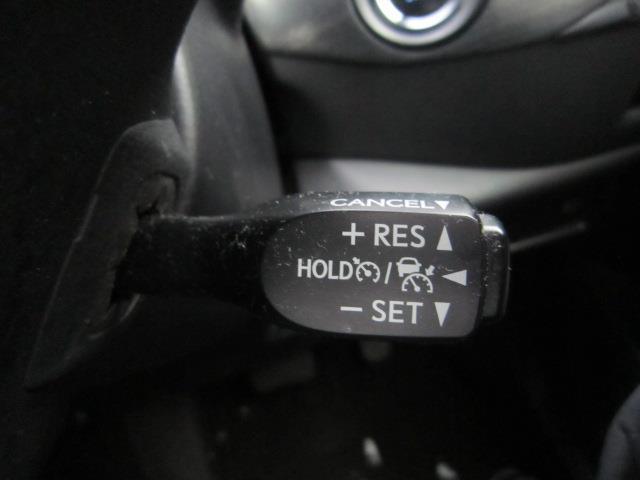 CANCEL▼
+ RES ▲
HOLD / ◀
− SET ▼